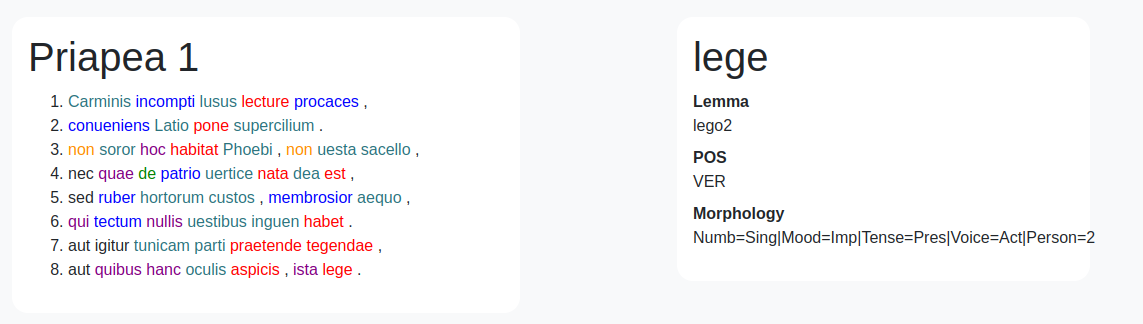 Priapea 1
1. Carminis incompti lusus lecture procaces ,
2. conueniens Latio pone supercilium .
3. non soror hoc habitat Phoebi , non uesta sacello ,
4. nec quae de patrio uertice nata dea est ,
5. sed ruber hortorum custos , membrosior aequo ,
6. qui tectum nullis uestibus inguen habet .
7. aut igitur tunicam parti praetende tegendae ,
8. aut quibus hanc oculis aspicis , ista lege .
lege
Lemma
lego2
POS
VER
Morphology
Numb=Sing|Mood=Imp|Tense=Pres|Voice=Act|Person=2